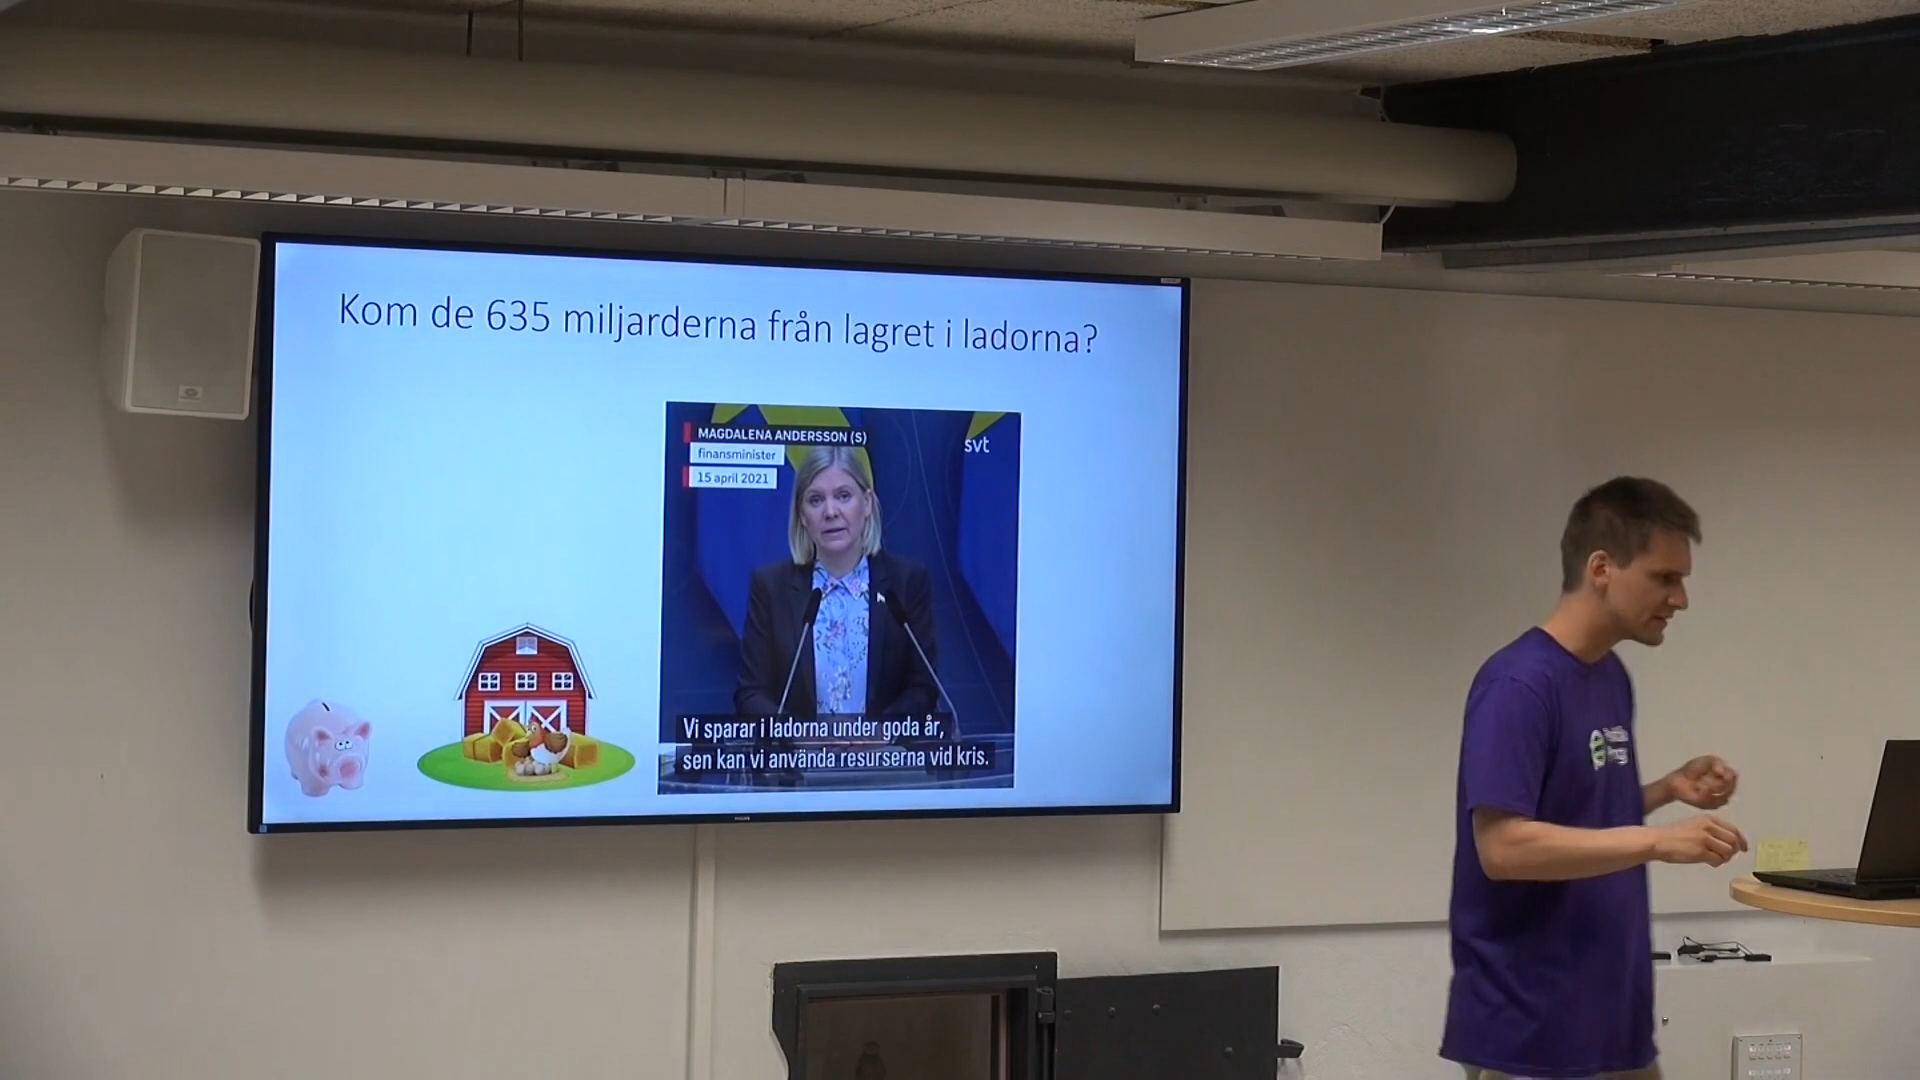 Kom de 635 miljarderna från lagret i ladorna?
MAGDALENA ANDERSSON (S)
svt
finansminister
15 april 2021
Vi sparar i ladorna under goda år,
sen kan vi använda resurserna vid kris.